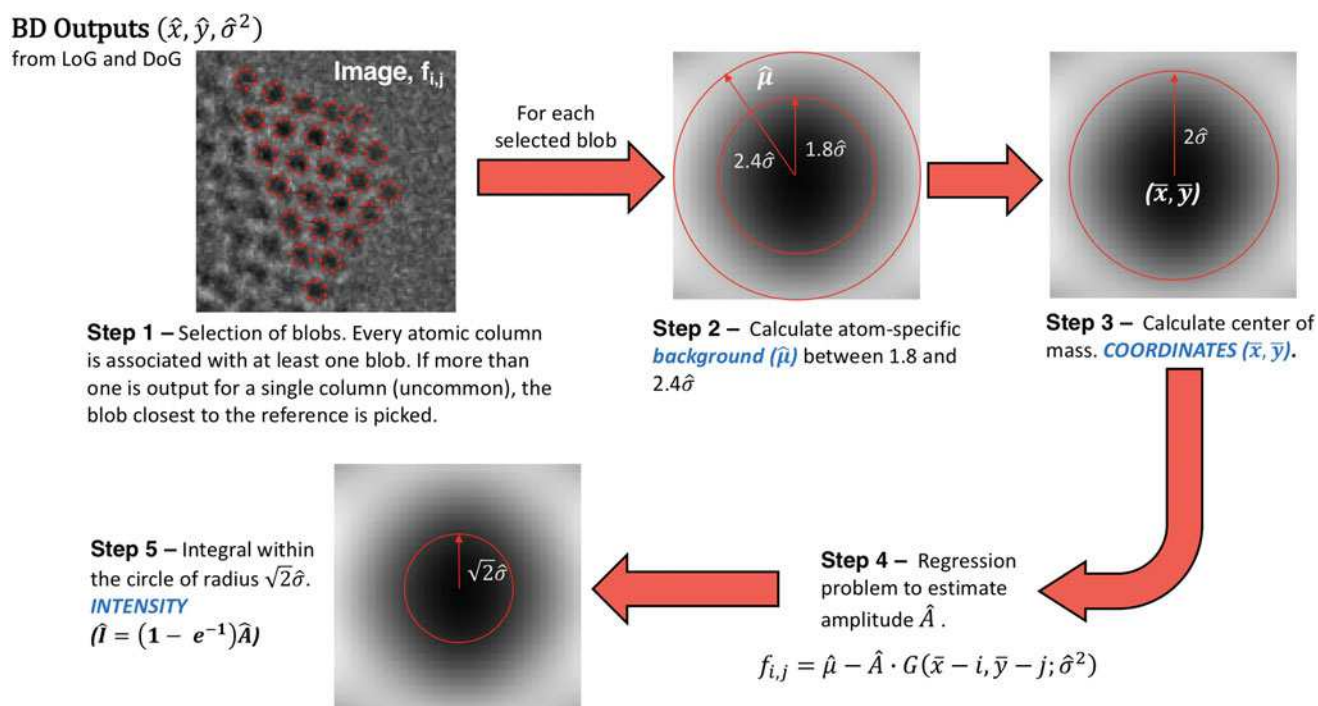 BD Outputs (x̂, ŷ, σ̂²)
from LoG and DoG
Image, f_{i,j}
For each
selected blob
μ̂
2.4σ̂
1.8σ̂
2σ̂
(x̄, ȳ)
Step 1 – Selection of blobs. Every atomic column
is associated with at least one blob. If more than
one is output for a single column (uncommon), the
blob closest to the reference is picked.
Step 2 – Calculate atom-specific
background (μ̂) between 1.8 and
2.4σ̂
Step 3 – Calculate center of
mass. COORDINATES (x̄, ȳ).
Step 4 – Regression
problem to estimate
amplitude Â .
f_{i,j} = μ̂ − Â · G(x̄ − i, ȳ − j; σ̂²)
Step 5 – Integral within
the circle of radius √2σ̂.
INTENSITY
(Î = (1 − e⁻¹)Â)
√2σ̂